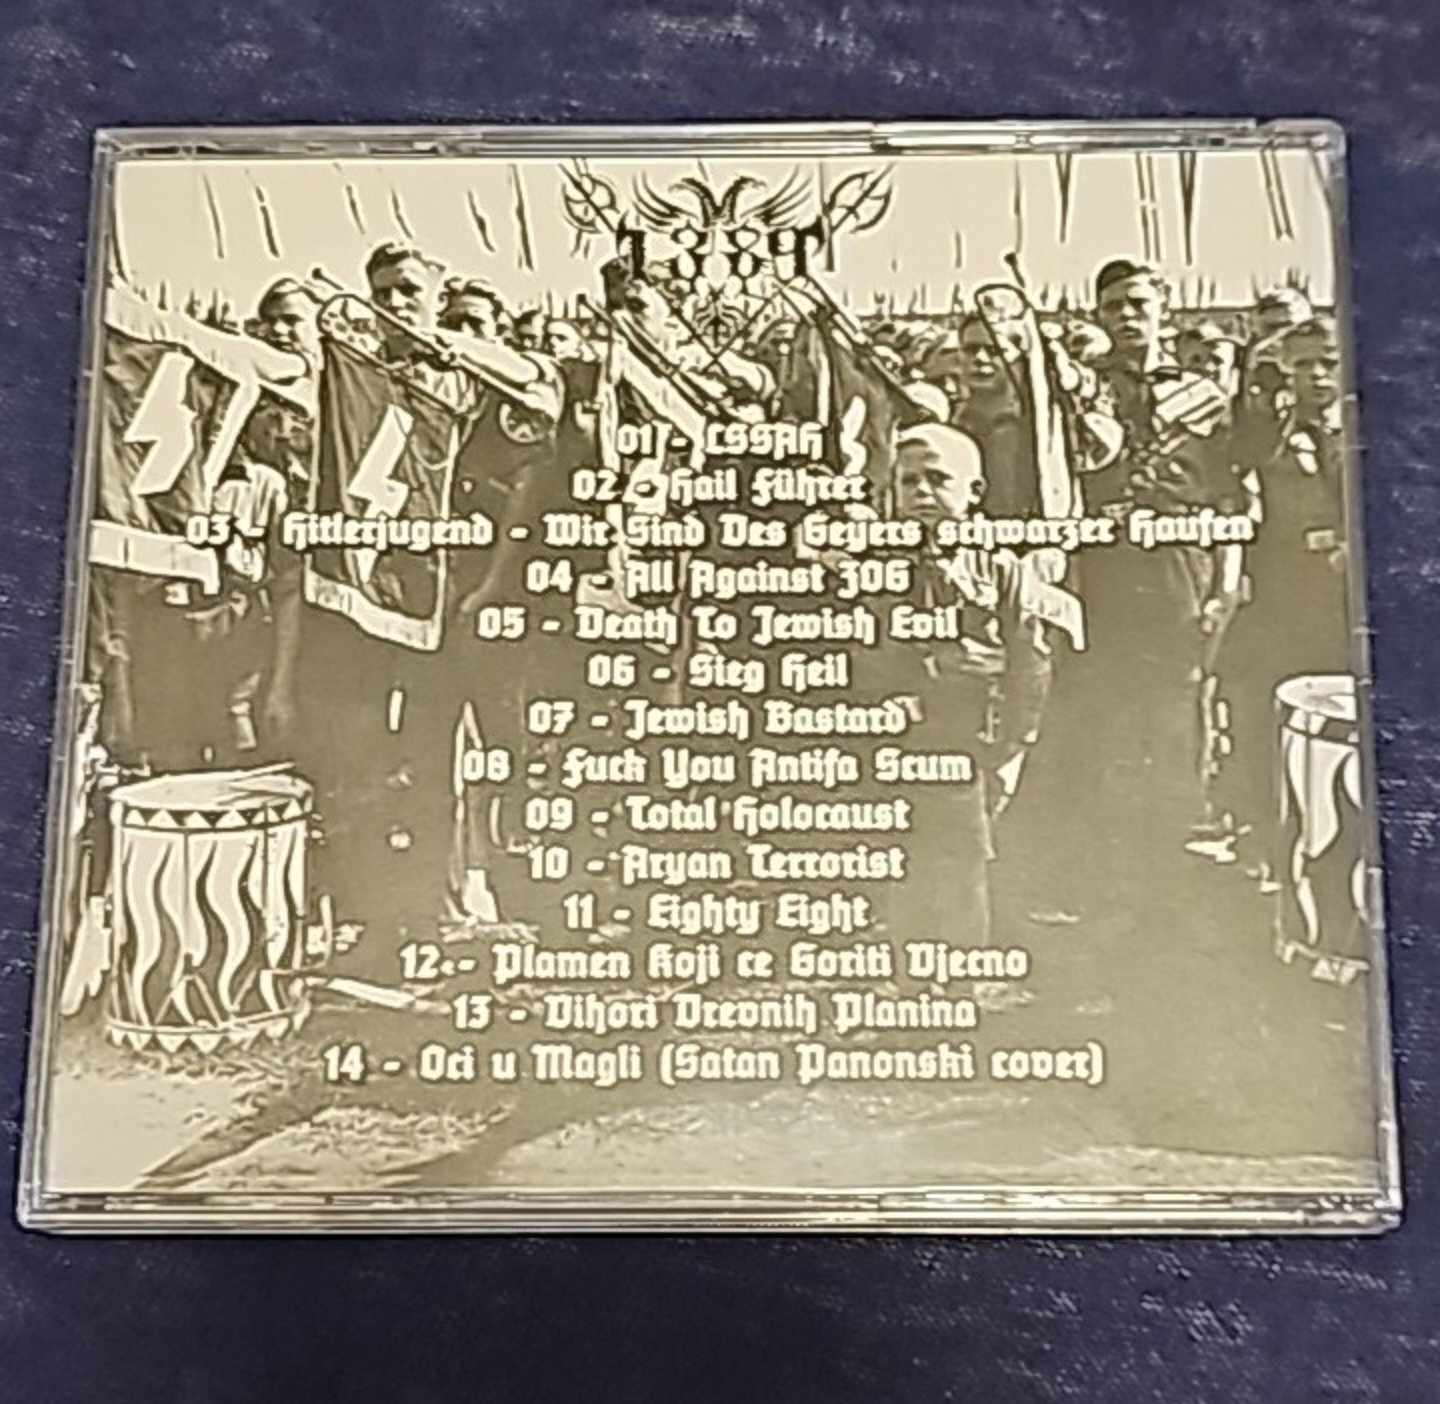 1389
01 - LSSAH
02 - Hail Führer
03 - Hitlerjugend - Wir Sind Des Geyers schwarzer Haufen
04 - All Against ZOG
05 - Death To Jewish Evil
06 - Sieg Heil
07 - Jewish Bastard
08 - Fuck You Antifa Scum
09 - Total Holocaust
10 - Aryan Terrorist
11 - Eighty Eight
12 - Plamen Koji ce Goriti Vjecno
13 - Vihori Drevnih Planina
14 - Oci u Magli (Satan Panonski cover)